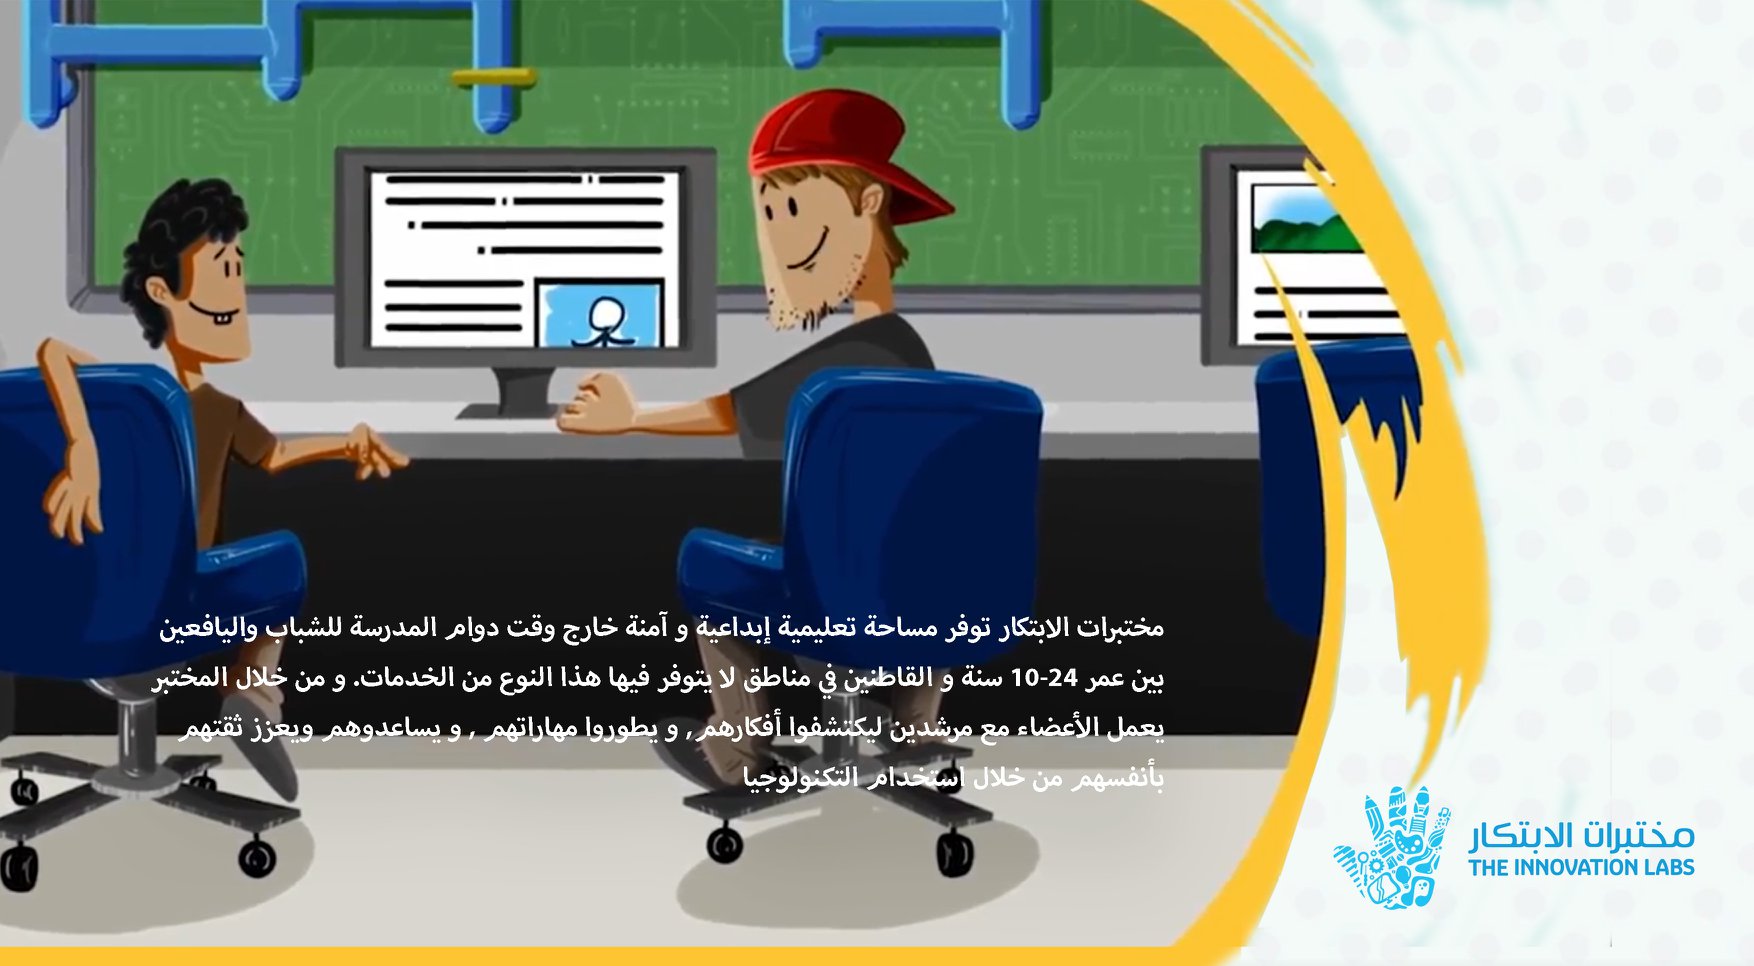 مختبرات الابتكار توفر مساحة تعليمية إبداعية و آمنة خارج وقت دوام المدرسة للشباب واليافعين
بين عمر 24-10 سنة و القاطنين في مناطق لا يتوفر فيها هذا النوع من الخدمات. و من خلال المختبر
يعمل الأعضاء مع مرشدين ليكتشفوا أفكارهم, و يطوروا مهاراتهم , و يساعدوهم ويعزز ثقتهم
بأنفسهم من خلال استخدام التكنولوجيا
مختبرات الابتكار
THE INNOVATION LABS